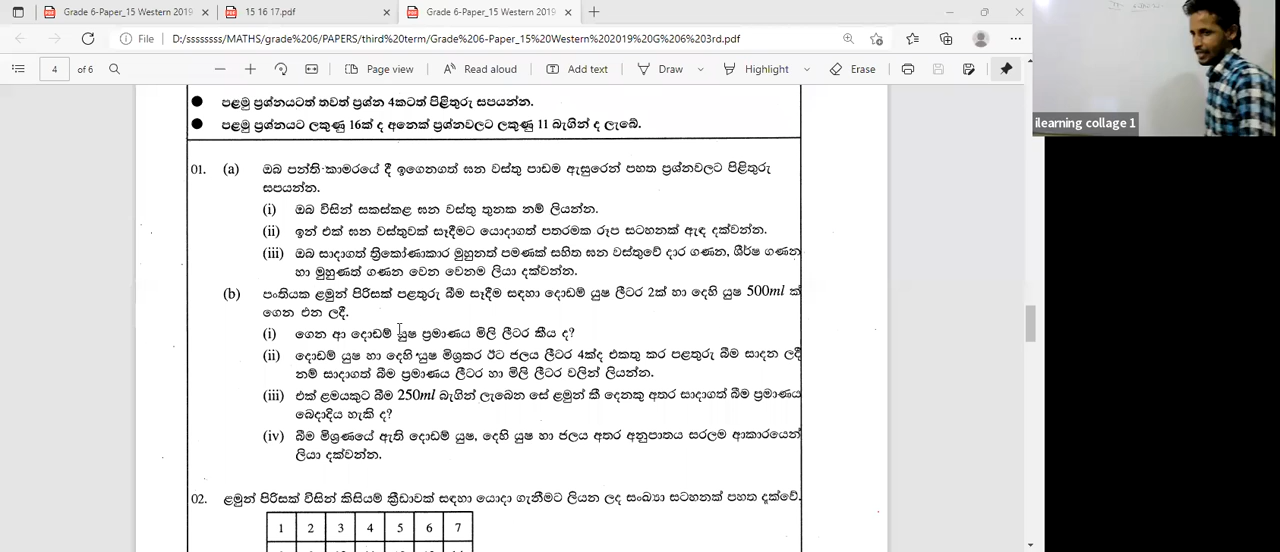 Grade 6-Paper_15 Western 2019
15 16 17.pdf
Grade 6-Paper_15 Western 2019
File
D:/ssssssss/MATHS/grade%206/PAPERS/third%20term/Grade%206-Paper_15%20Western%202019%20G%206%203rd.pdf
4 of 6
Page view
Read aloud
Add text
Draw
Highlight
Erase
ilearning collage 1
● පළමු ප්‍රශ්නයටත් තවත් ප්‍රශ්න 4කටත් පිළිතුරු සපයන්න.
● පළමු ප්‍රශ්නයට ලකුණු 16ක් ද අනෙක් ප්‍රශ්නවලට ලකුණු 11 බැගින් ද ලැබේ.
01. (a) ඔබ පන්ති කාමරයේ දී ඉගෙනගත් ඝන වස්තු පාඩම ඇසුරෙන් පහත ප්‍රශ්නවලට පිළිතුරු
සපයන්න.
(i) ඔබ විසින් සකස්කළ ඝන වස්තු තුනක නම් ලියන්න.
(ii) ඉන් එක් ඝන වස්තුවක් සෑදීමට යොදාගත් පතරමක රූප සටහනක් ඇඳ දක්වන්න.
(iii) ඔබ සාදාගත් ත්‍රිකෝණාකාර මුහුනත් පමණක් සහිත ඝන වස්තුවේ දාර ගණන, ශීර්ෂ ගණන
හා මුහුණත් ගණන වෙන වෙනම ලියා දක්වන්න.
(b) පංතියක ළමුන් පිරිසක් පළතුරු බීම සෑදීම සඳහා දොඩම් යුෂ ලීටර 2ක් හා දෙහි යුෂ 500ml ක්
ගෙන එන ලදී.
(i) ගෙන ආ දොඩම් යුෂ ප්‍රමාණය මිලි ලීටර කීය ද?
(ii) දොඩම් යුෂ හා දෙහි යුෂ මිශ්‍රකර ඊට ජලය ලීටර 4ක්ද එකතු කර පළතුරු බීම සාදන ලදී
නම් සාදාගත් බීම ප්‍රමාණය ලීටර හා මිලි ලීටර වලින් ලියන්න.
(iii) එක් ළමයකුට බීම 250ml බැගින් ලැබෙන සේ ළමුන් කී දෙනකු අතර සාදාගත් බීම ප්‍රමාණය
බෙදාදිය හැකි ද?
(iv) බීම මිශ්‍රණයේ ඇති දොඩම් යුෂ, දෙහි යුෂ හා ජලය අතර අනුපාතය සරලම ආකාරයෙන්
ලියා දක්වන්න.
02. ළමුන් පිරිසක් විසින් කිසියම් ක්‍රීඩාවක් සඳහා යොදා ගැනීමට ලියන ලද සංඛ්‍යා සටහනක් පහත දැක්වේ.
1 2 3 4 5 6 7